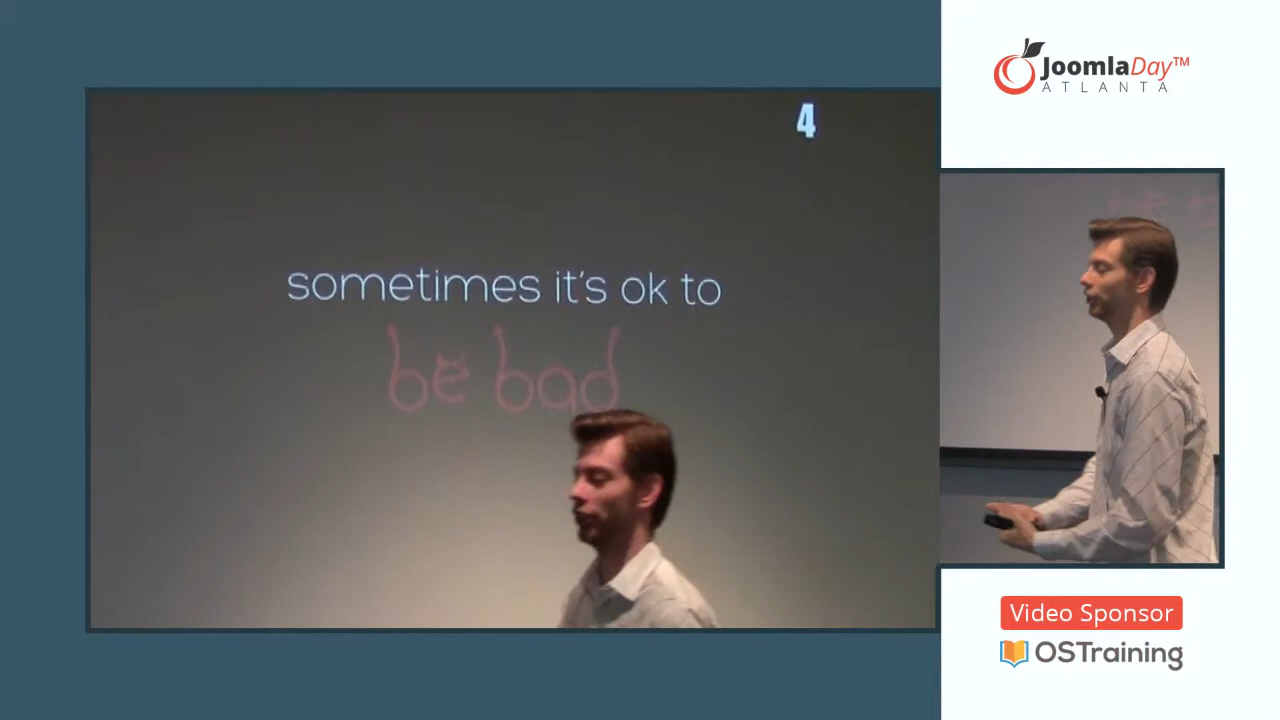 4
sometimes it's ok to
be bad
JoomlaDay™
ATLANTA
Video Sponsor
OSTraining